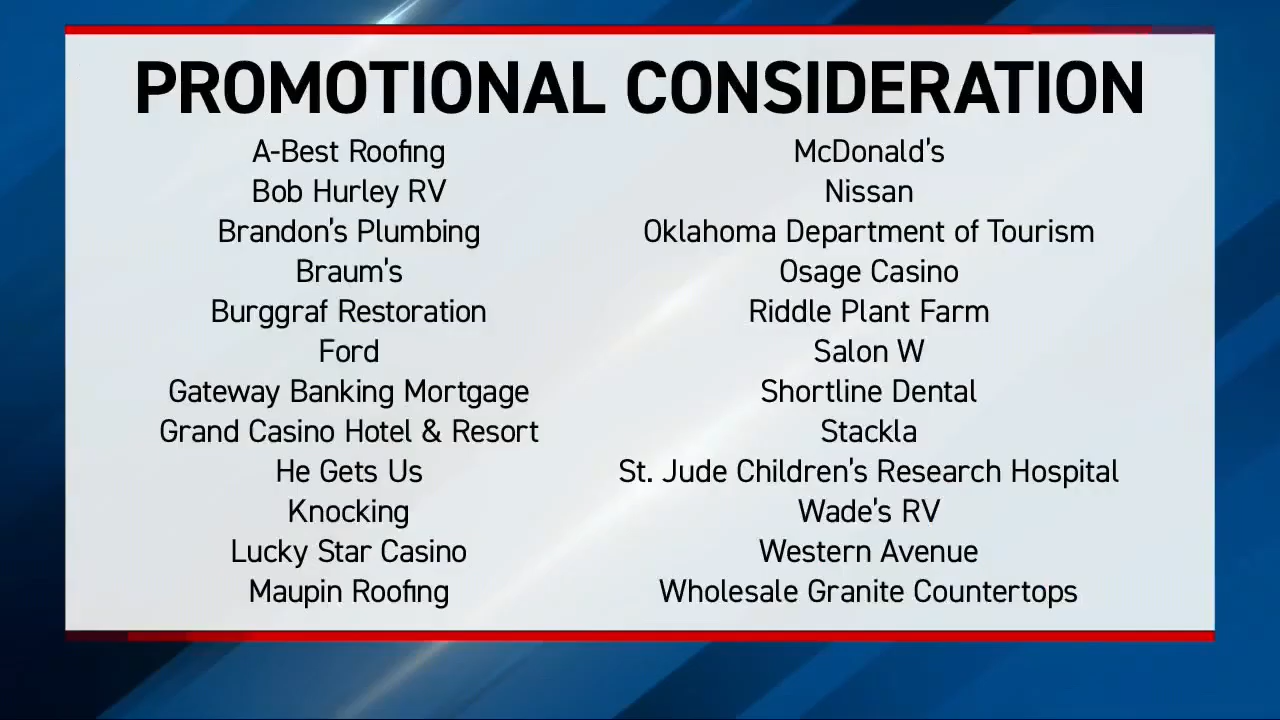 PROMOTIONAL CONSIDERATION
A-Best Roofing
Bob Hurley RV
Brandon's Plumbing
Braum's
Burggraf Restoration
Ford
Gateway Banking Mortgage
Grand Casino Hotel & Resort
He Gets Us
Knocking
Lucky Star Casino
Maupin Roofing
McDonald's
Nissan
Oklahoma Department of Tourism
Osage Casino
Riddle Plant Farm
Salon W
Shortline Dental
Stackla
St. Jude Children's Research Hospital
Wade's RV
Western Avenue
Wholesale Granite Countertops